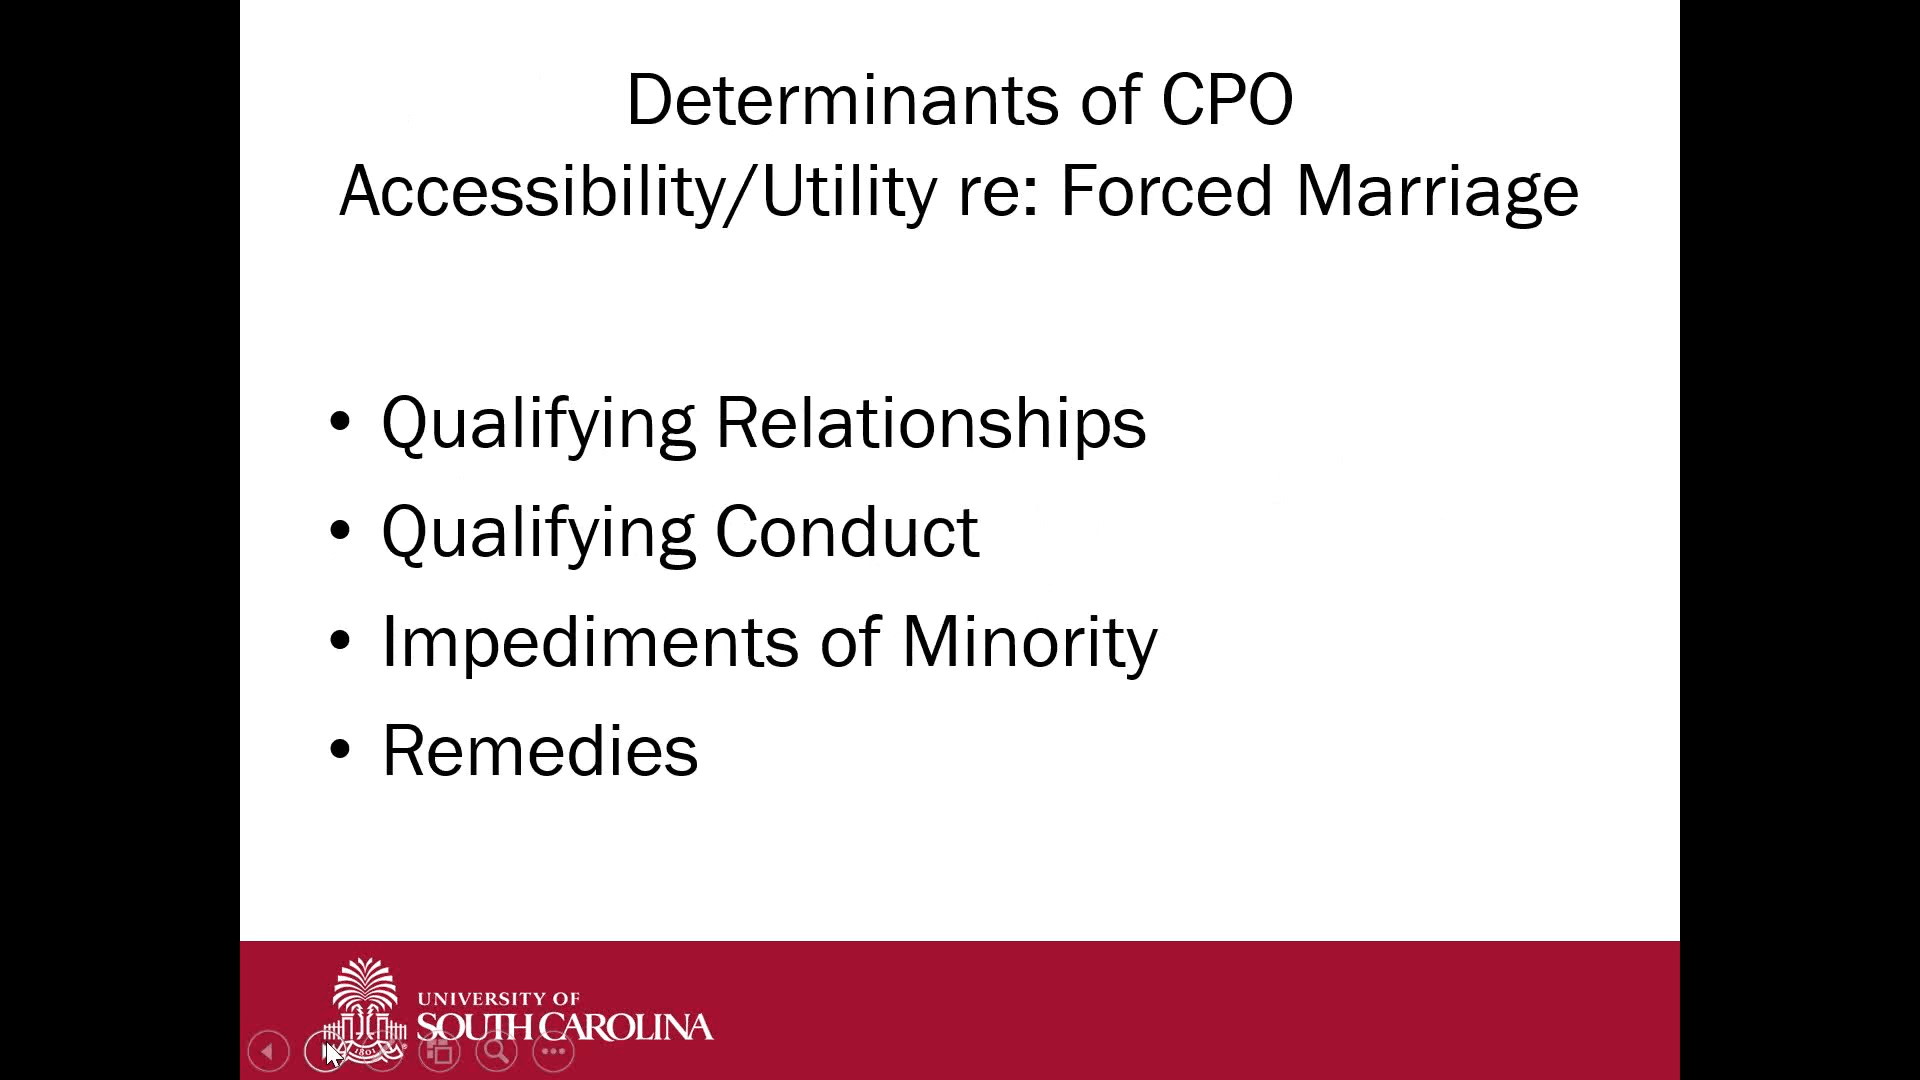 Determinants of CPO
Accessibility/Utility re: Forced Marriage
• Qualifying Relationships
• Qualifying Conduct
• Impediments of Minority
• Remedies
UNIVERSITY OF
SOUTH CAROLINA
1801